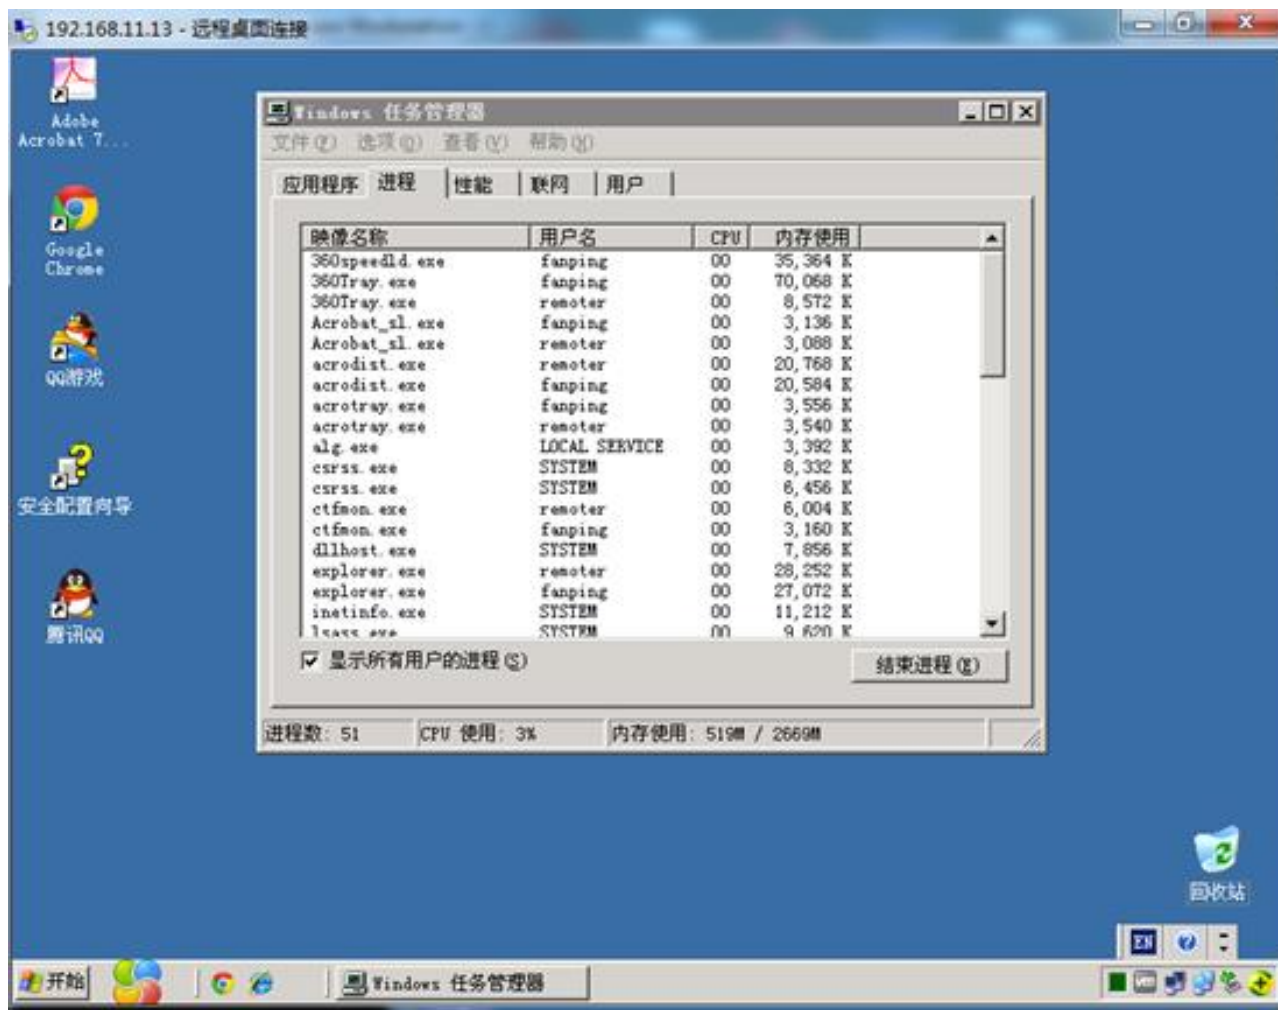 192.168.11.13 - 远程桌面连接
Adobe
Acrobat 7...
Google
Chrome
QQ游戏
安全配置向导
腾讯QQ
Windows 任务管理器
文件(F) 选项(O) 查看(V) 帮助(H)
应用程序 进程 性能 联网 用户
映像名称 用户名 CPU 内存使用
360speedld.exe fanping 00 35,364 K
360Tray.exe fanping 00 70,068 K
360Tray.exe remoter 00 8,572 K
Acrobat_sl.exe fanping 00 3,136 K
Acrobat_sl.exe remoter 00 3,088 K
acrodist.exe remoter 00 20,768 K
acrodist.exe fanping 00 20,584 K
acrotray.exe fanping 00 3,556 K
acrotray.exe remoter 00 3,540 K
alg.exe LOCAL SERVICE 00 3,392 K
csrss.exe SYSTEM 00 8,332 K
csrss.exe SYSTEM 00 6,456 K
ctfmon.exe remoter 00 6,004 K
ctfmon.exe fanping 00 3,160 K
dllhost.exe SYSTEM 00 7,856 K
explorer.exe remoter 00 28,252 K
explorer.exe fanping 00 27,072 K
inetinfo.exe SYSTEM 00 11,212 K
lsass.exe SYSTEM 00 9,620 K
显示所有用户的进程(S)
结束进程(E)
进程数: 51 CPU 使用: 3% 内存使用: 519M / 2669M
回收站
EN
开始 Windows 任务管理器